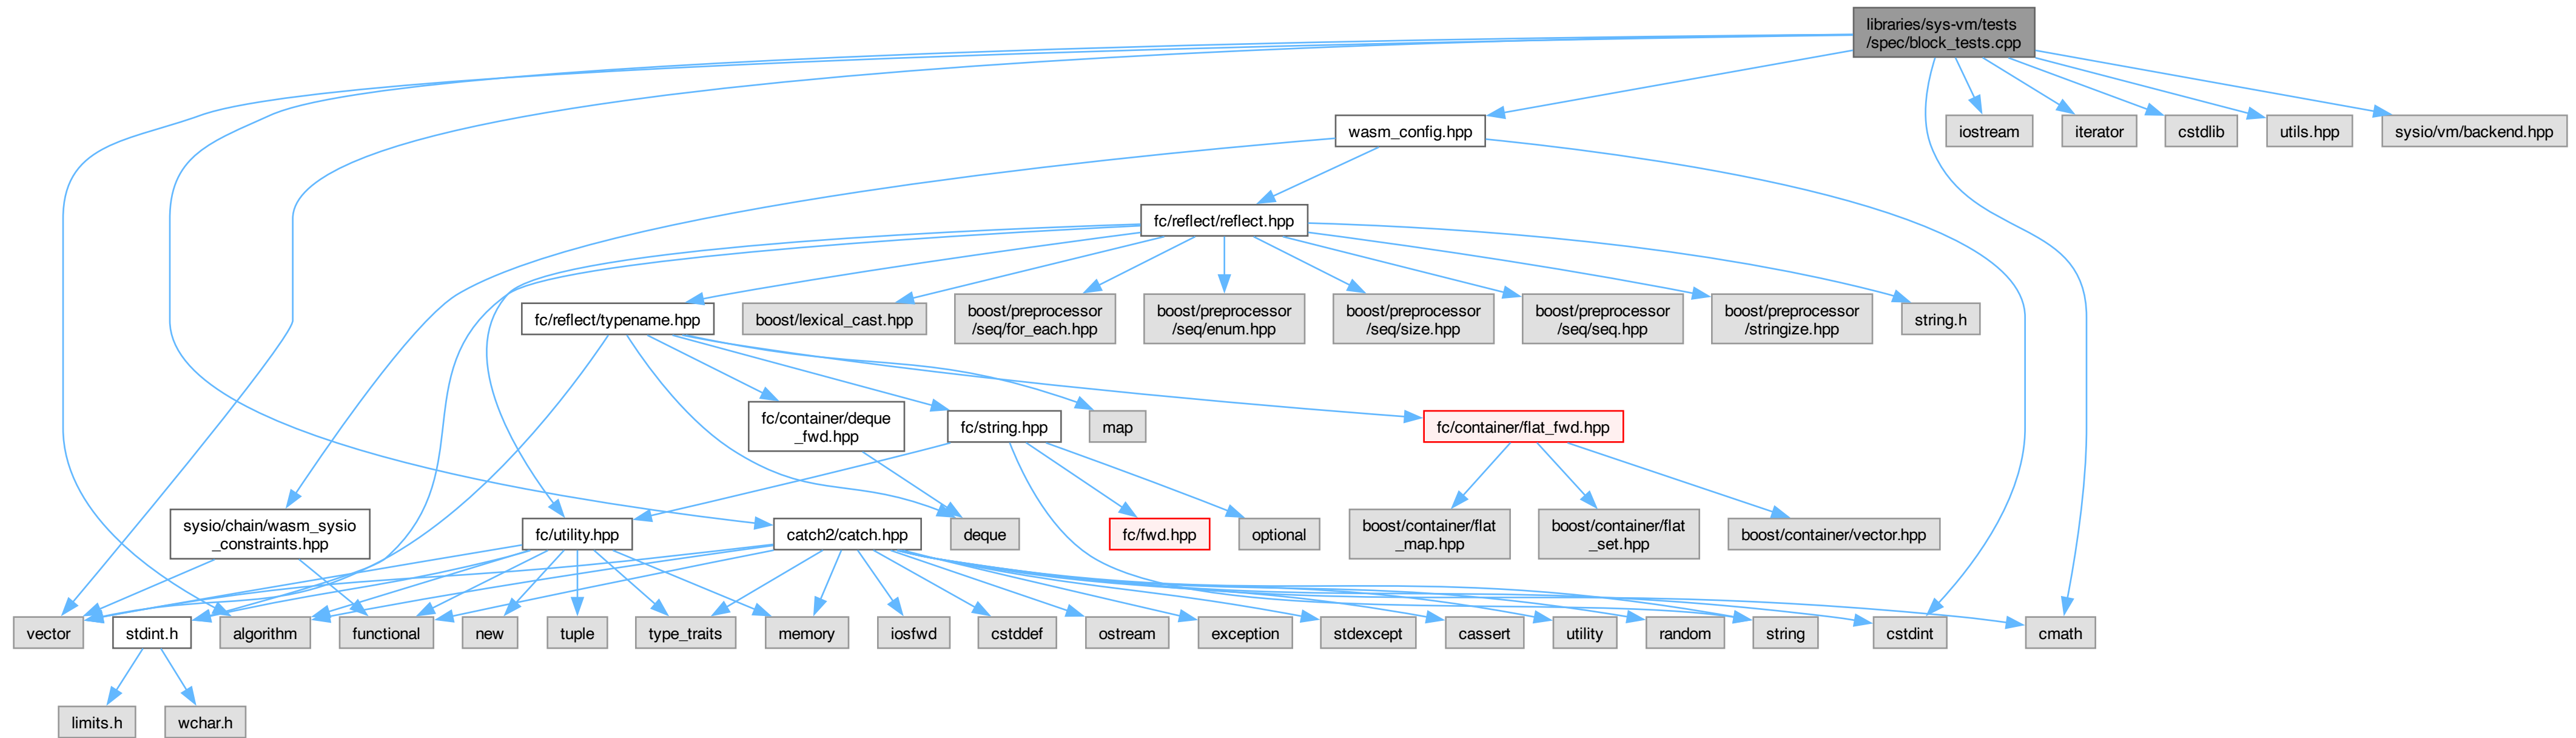 libraries/sys-vm/tests
/spec/block_tests.cpp
wasm_config.hpp
iostream
iterator
cstdlib
utils.hpp
sysio/vm/backend.hpp
fc/reflect/reflect.hpp
fc/reflect/typename.hpp
boost/lexical_cast.hpp
boost/preprocessor
/seq/for_each.hpp
boost/preprocessor
/seq/enum.hpp
boost/preprocessor
/seq/size.hpp
boost/preprocessor
/seq/seq.hpp
boost/preprocessor
/stringize.hpp
string.h
fc/container/deque
_fwd.hpp
fc/string.hpp
map
fc/container/flat_fwd.hpp
sysio/chain/wasm_sysio
_constraints.hpp
fc/utility.hpp
catch2/catch.hpp
deque
fc/fwd.hpp
optional
boost/container/flat
_map.hpp
boost/container/flat
_set.hpp
boost/container/vector.hpp
vector
stdint.h
algorithm
functional
new
tuple
type_traits
memory
iosfwd
cstddef
ostream
exception
stdexcept
cassert
utility
random
string
cstdint
cmath
limits.h
wchar.h